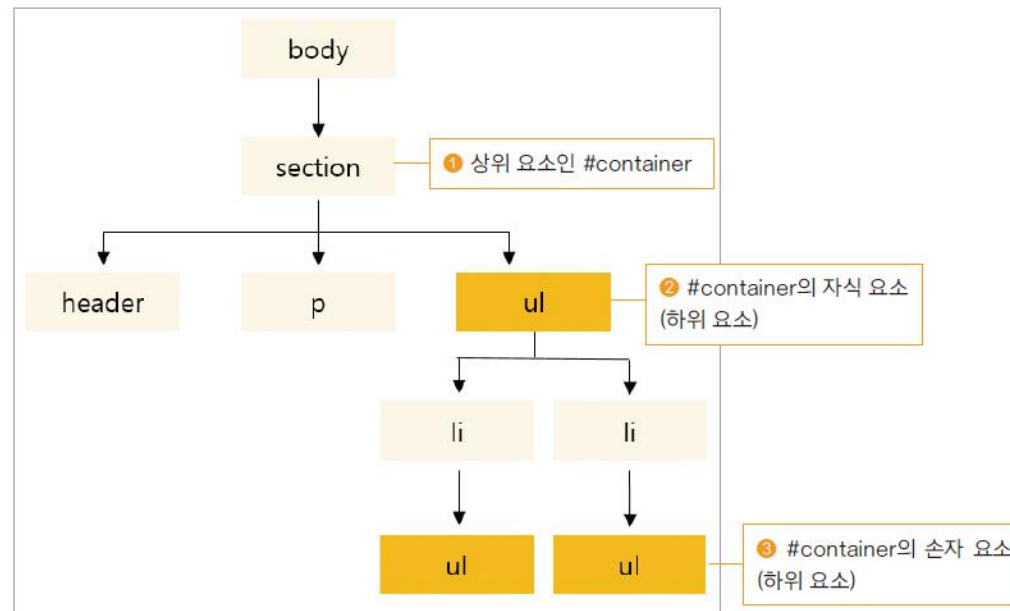 body
section
❶ 상위 요소인 #container
header
p
ul
❷ #container의 자식 요소
(하위 요소)
li
li
ul
ul
❸ #container의 손자 요소
(하위 요소)